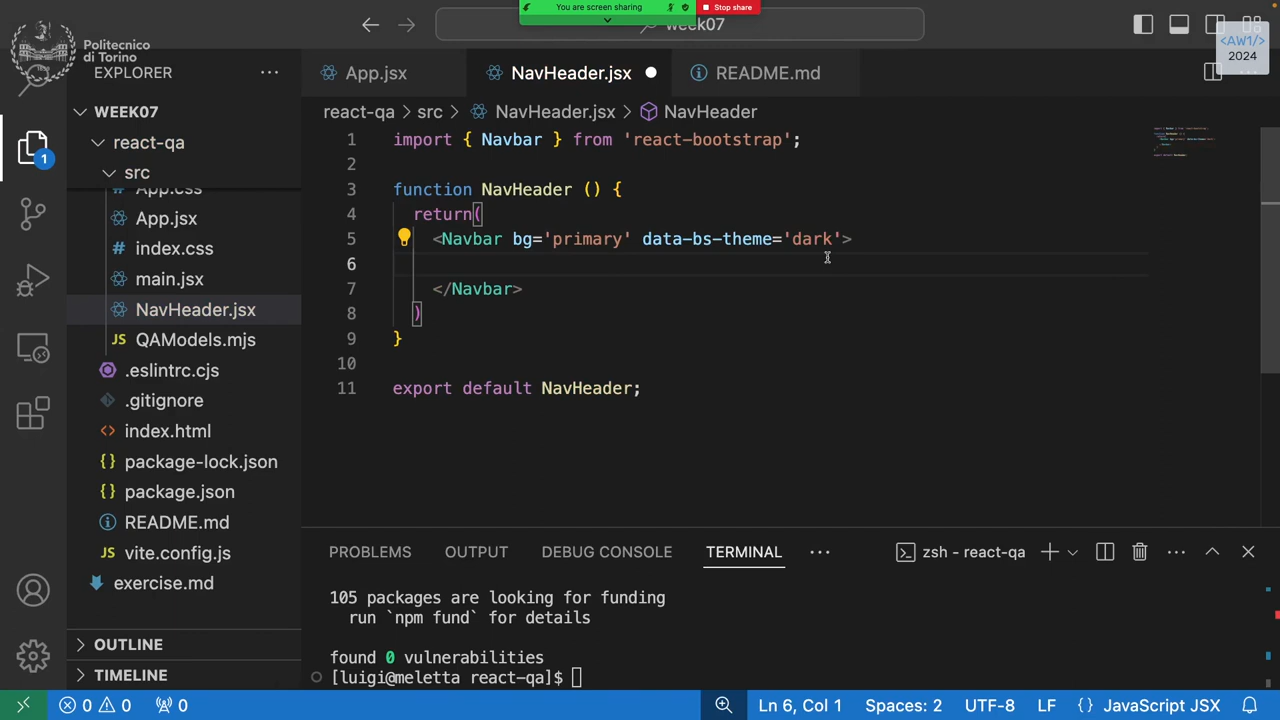 You are screen sharing
Stop share
week07
Politecnico
di Torino
<AW1/>
2024
EXPLORER
App.jsx
NavHeader.jsx
README.md
WEEK07
react-qa > src > NavHeader.jsx > NavHeader
react-qa
src
App.css
App.jsx
index.css
main.jsx
NavHeader.jsx
QAModels.mjs
.eslintrc.cjs
.gitignore
index.html
package-lock.json
package.json
README.md
vite.config.js
exercise.md
OUTLINE
TIMELINE
1
1 import { Navbar } from 'react-bootstrap';
2
3 function NavHeader () {
4 return(
5 <Navbar bg='primary' data-bs-theme='dark'>
6
7 </Navbar>
8 )
9 }
10
11 export default NavHeader;
PROBLEMS OUTPUT DEBUG CONSOLE TERMINAL
zsh - react-qa
105 packages are looking for funding
run `npm fund` for details
found 0 vulnerabilities
[luigi@meletta react-qa]$
0 0 0
Ln 6, Col 1 Spaces: 2 UTF-8 LF {} JavaScript JSX